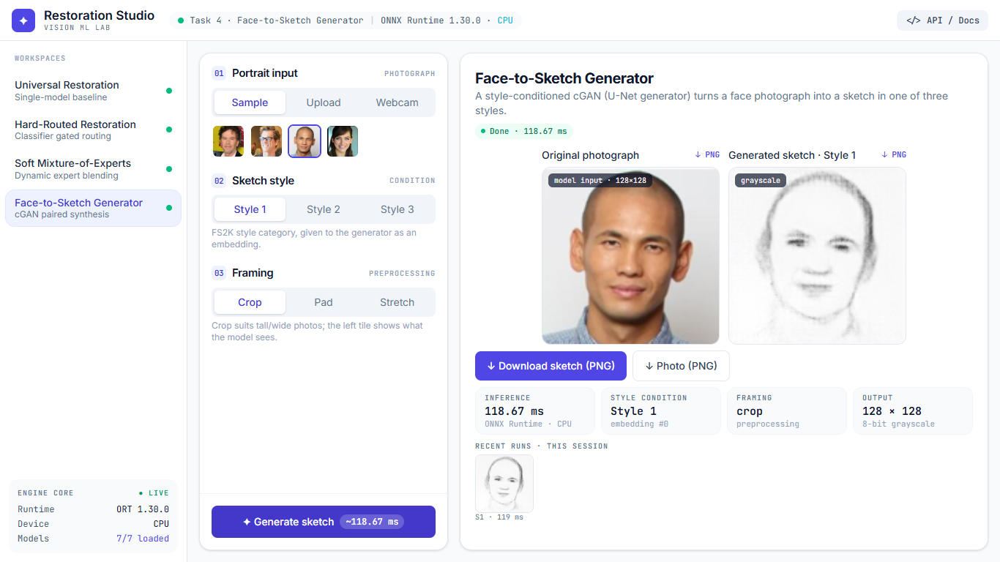 Restoration Studio
VISION ML LAB
Task 4 · Face-to-Sketch Generator | ONNX Runtime 1.30.0 · CPU
</> API / Docs
WORKSPACES
Universal Restoration
Single-model baseline
Hard-Routed Restoration
Classifier gated routing
Soft Mixture-of-Experts
Dynamic expert blending
Face-to-Sketch Generator
cGAN paired synthesis
ENGINE CORE
• LIVE
Runtime ORT 1.30.0
Device CPU
Models 7/7 loaded
01 Portrait input PHOTOGRAPH
Sample Upload Webcam
02 Sketch style CONDITION
Style 1 Style 2 Style 3
FS2K style category, given to the generator as an
embedding.
03 Framing PREPROCESSING
Crop Pad Stretch
Crop suits tall/wide photos; the left tile shows what
the model sees.
✦ Generate sketch ~118.67 ms
Face-to-Sketch Generator
A style-conditioned cGAN (U-Net generator) turns a face photograph into a sketch in one of three
styles.
Done · 118.67 ms
Original photograph ↓ PNG
model input · 128×128
Generated sketch · Style 1 ↓ PNG
grayscale
↓ Download sketch (PNG)
↓ Photo (PNG)
INFERENCE
118.67 ms
ONNX Runtime · CPU
STYLE CONDITION
Style 1
embedding #0
FRAMING
crop
preprocessing
OUTPUT
128 × 128
8-bit grayscale
RECENT RUNS · THIS SESSION
S1 · 119 ms